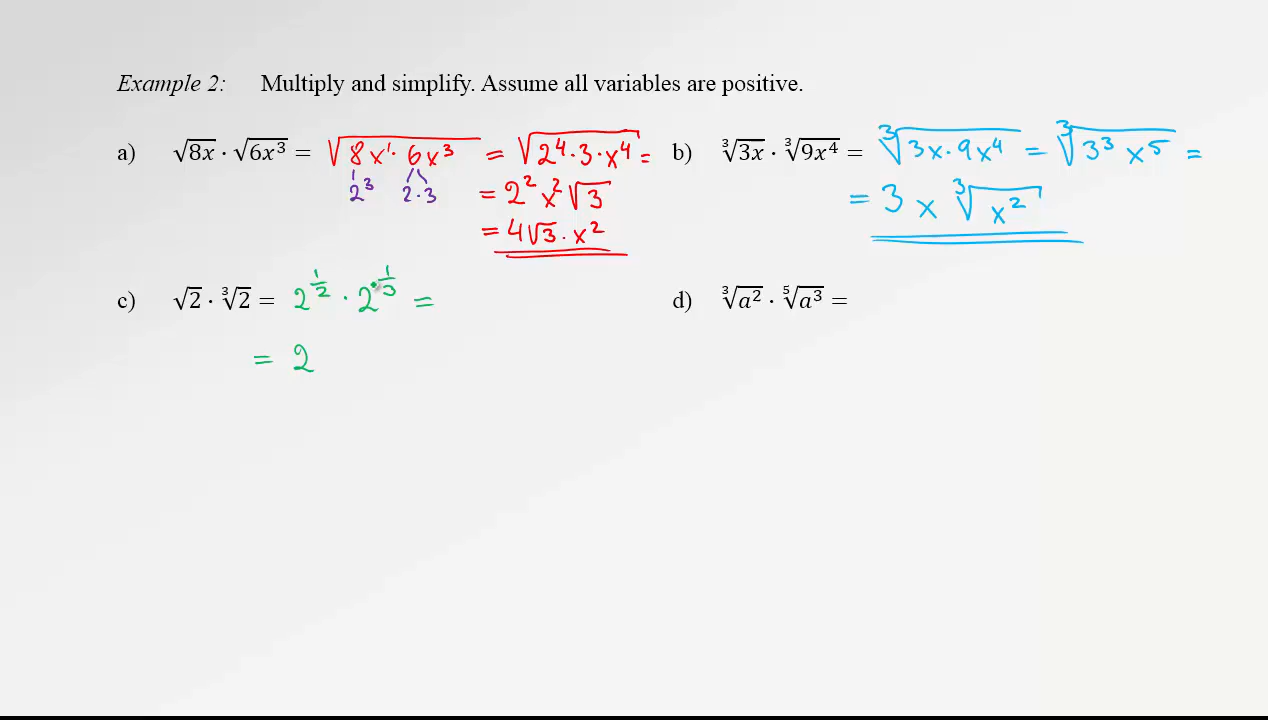 Example 2: Multiply and simplify. Assume all variables are positive.
a) √8x · √6x³ = √8x¹ · 6x³ = √2⁴ · 3 · x⁴ =
2³ 2 · 3
= 2² x² √3
= 4√3 · x²
b) ∛3x · ∛9x⁴ = ∛3x · 9x⁴ = ∛3³ x⁵ =
= 3 x ∛x²
c) √2 · ∛2 = 2^(1/2) · 2^(1/3) =
= 2
d) ∛a² · ⁵√a³ =